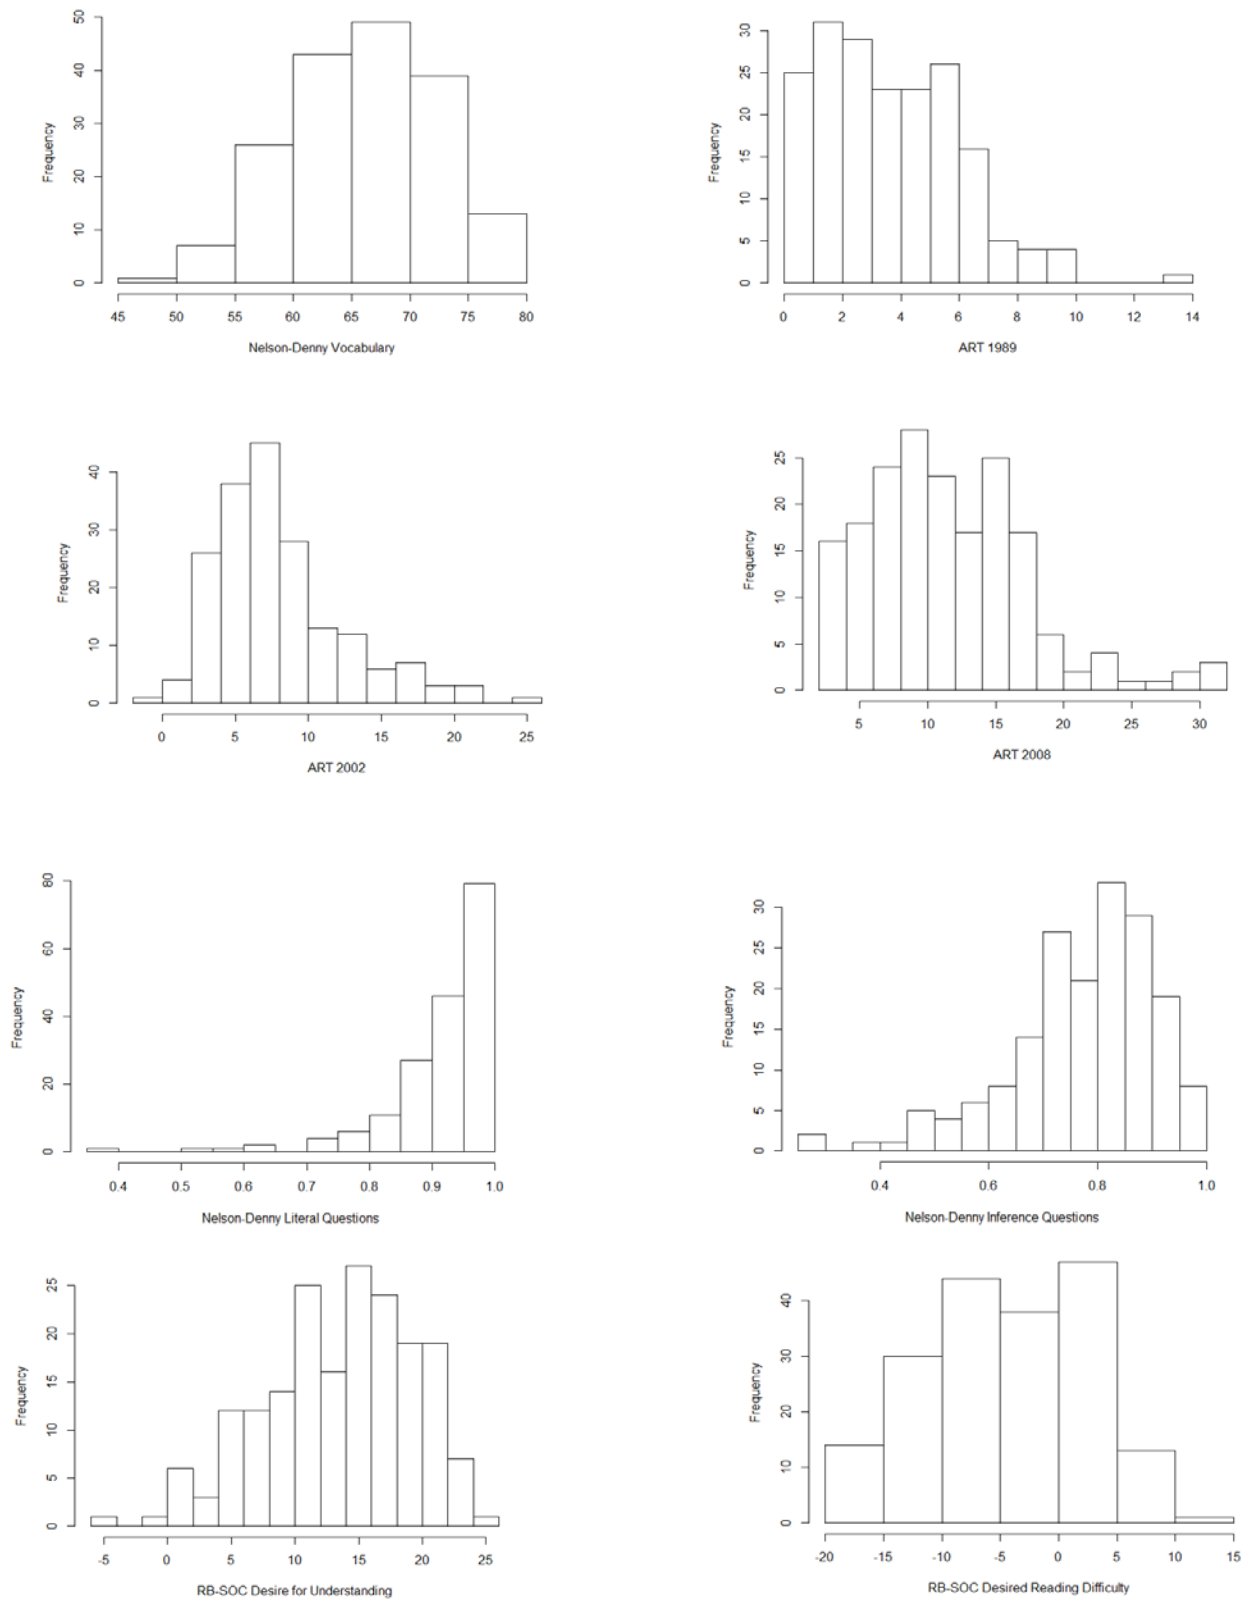 50
40
30
20
10
0
Frequency
45 50 55 60 65 70 75 80
Nelson-Denny Vocabulary
30
25
20
15
10
5
0
Frequency
0 2 4 6 8 10 12 14
ART 1989
40
30
20
10
0
Frequency
0 5 10 15 20 25
ART 2002
25
20
15
10
5
0
Frequency
5 10 15 20 25 30
ART 2008
80
60
40
20
0
Frequency
0.4 0.5 0.6 0.7 0.8 0.9 1.0
Nelson-Denny Literal Questions
30
25
20
15
10
5
0
Frequency
0.4 0.6 0.8 1.0
Nelson-Denny Inference Questions
25
20
15
10
5
0
Frequency
-5 0 5 10 15 20 25
RB-SOC Desire for Understanding
40
30
20
10
0
Frequency
-20 -15 -10 -5 0 5 10 15
RB-SOC Desired Reading Difficulty